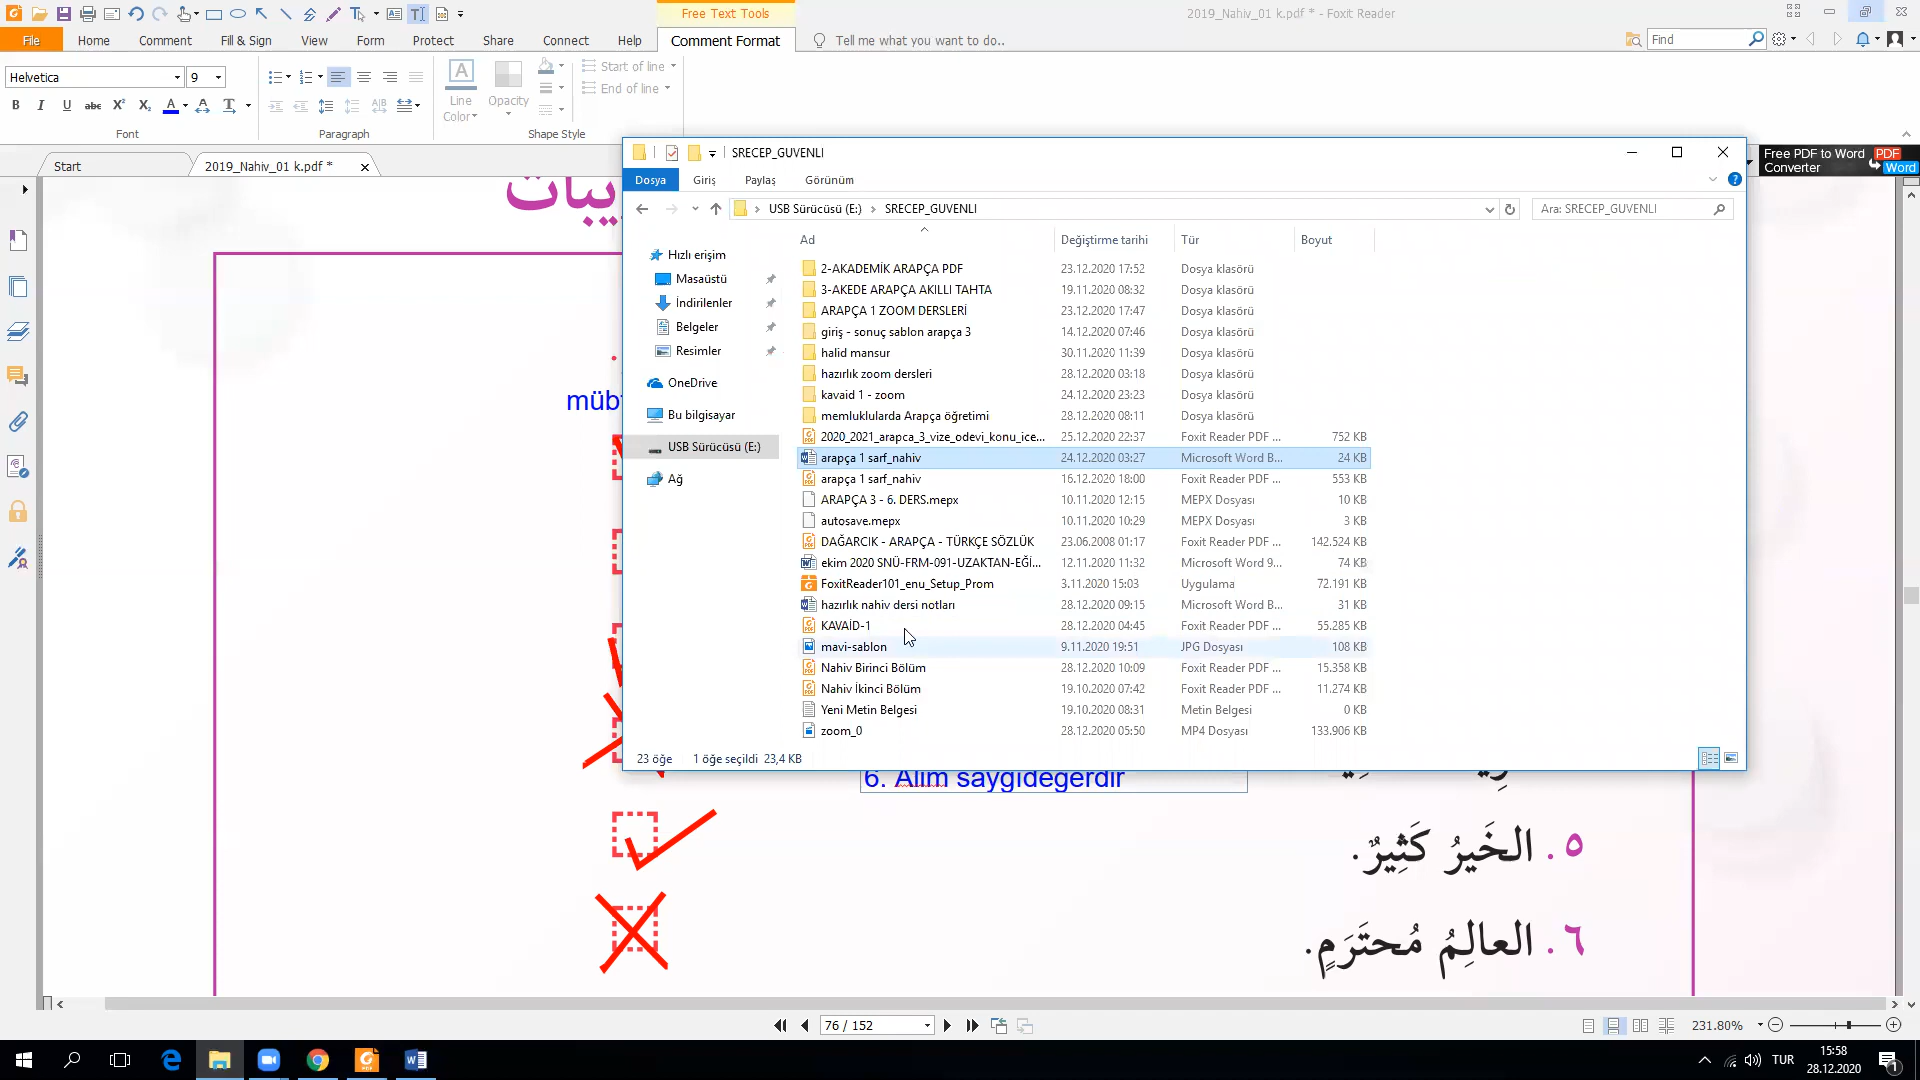 Free Text Tools
2019_Nahiv_01 k.pdf * - Foxit Reader
File Home Comment Fill & Sign View Form Protect Share Connect Help Comment Format Tell me what you want to do.. Find
Helvetica 9
Start of line
End of line
Line Color
Opacity
Font Paragraph Shape Style
Start 2019_Nahiv_01 k.pdf *
Free PDF to Word Converter PDF Word
SRECEP_GUVENLI
Dosya Giriş Paylaş Görünüm
USB Sürücüsü (E:) SRECEP_GUVENLI
Ara: SRECEP_GUVENLI
Ad Değiştirme tarihi Tür Boyut
Hızlı erişim
Masaüstü
İndirilenler
Belgeler
Resimler
OneDrive
Bu bilgisayar
USB Sürücüsü (E:)
Ağ
2-AKADEMİK ARAPÇA PDF 23.12.2020 17:52 Dosya klasörü
3-AKEDE ARAPÇA AKILLI TAHTA 19.11.2020 08:32 Dosya klasörü
ARAPÇA 1 ZOOM DERSLERİ 23.12.2020 17:47 Dosya klasörü
giriş - sonuç sablon arapça 3 14.12.2020 07:46 Dosya klasörü
halid mansur 30.11.2020 11:39 Dosya klasörü
hazırlık zoom dersleri 28.12.2020 03:18 Dosya klasörü
kavaid 1 - zoom 24.12.2020 23:23 Dosya klasörü
memluklularda Arapça öğretimi 28.12.2020 08:11 Dosya klasörü
2020_2021_arapca_3_vize_odevi_konu_ice... 25.12.2020 22:37 Foxit Reader PDF ... 752 KB
arapça 1 sarf_nahiv 24.12.2020 03:27 Microsoft Word B... 24 KB
arapça 1 sarf_nahiv 16.12.2020 18:00 Foxit Reader PDF ... 553 KB
ARAPÇA 3 - 6. DERS.mepx 10.11.2020 12:15 MEPX Dosyası 10 KB
autosave.mepx 10.11.2020 10:29 MEPX Dosyası 3 KB
DAĞARCIK - ARAPÇA - TÜRKÇE SÖZLÜK 23.06.2008 01:17 Foxit Reader PDF ... 142.524 KB
ekim 2020 SNÜ-FRM-091-UZAKTAN-EĞİ... 12.11.2020 11:32 Microsoft Word 9... 74 KB
FoxitReader101_enu_Setup_Prom 3.11.2020 15:03 Uygulama 72.191 KB
hazırlık nahiv dersi notları 28.12.2020 09:15 Microsoft Word B... 31 KB
KAVAİD-1 28.12.2020 04:45 Foxit Reader PDF ... 55.285 KB
mavi-sablon 9.11.2020 19:51 JPG Dosyası 108 KB
Nahiv Birinci Bölüm 28.12.2020 10:09 Foxit Reader PDF ... 15.358 KB
Nahiv İkinci Bölüm 19.10.2020 07:42 Foxit Reader PDF ... 11.274 KB
Yeni Metin Belgesi 19.10.2020 08:31 Metin Belgesi 0 KB
zoom_0 28.12.2020 05:50 MP4 Dosyası 133.906 KB
23 öğe 1 öğe seçildi 23,4 KB
6. Alim saygıdeğerdir
٥. الخَيرُ كَثِيرٌ.
٦. العالِمُ مُحتَرَمٍ.
76 / 152
231.80%
TUR
15:58
28.12.2020
1